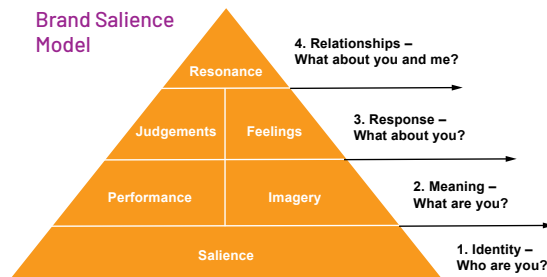 Brand Salience
Model
Resonance
4. Relationships –
What about you and me?
Judgements
Feelings
3. Response –
What about you?
Performance
Imagery
2. Meaning –
What are you?
Salience
1. Identity –
Who are you?